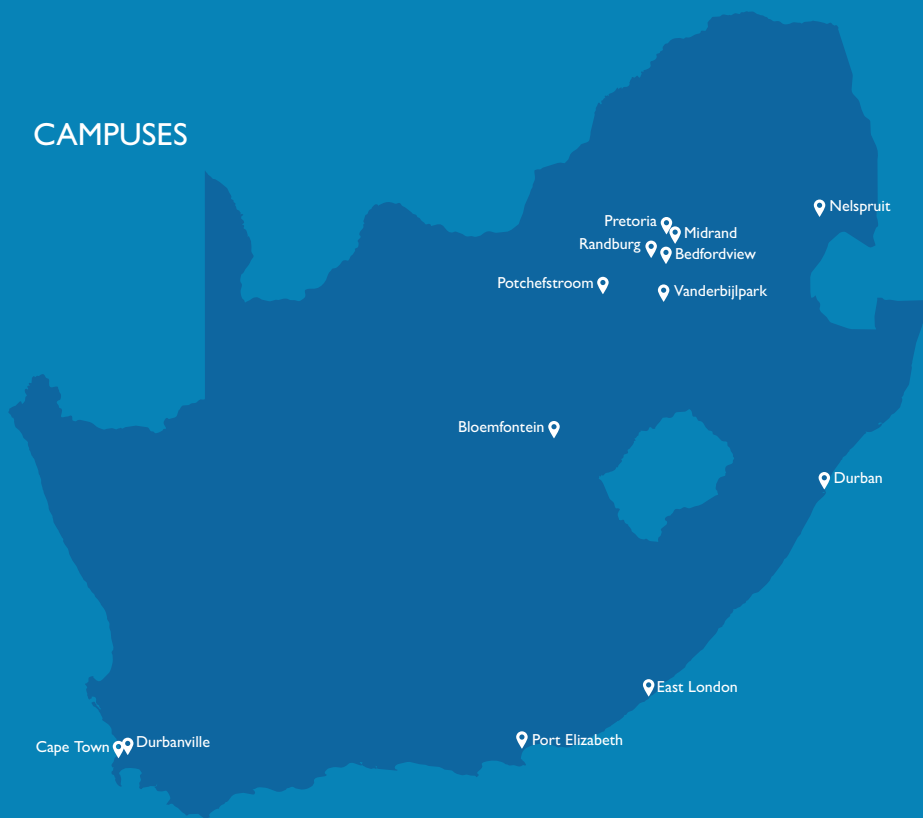 CAMPUSES
Nelspruit
Pretoria
Midrand
Randburg
Bedfordview
Potchefstroom
Vanderbijlpark
Bloemfontein
Durban
East London
Port Elizabeth
Cape Town
Durbanville